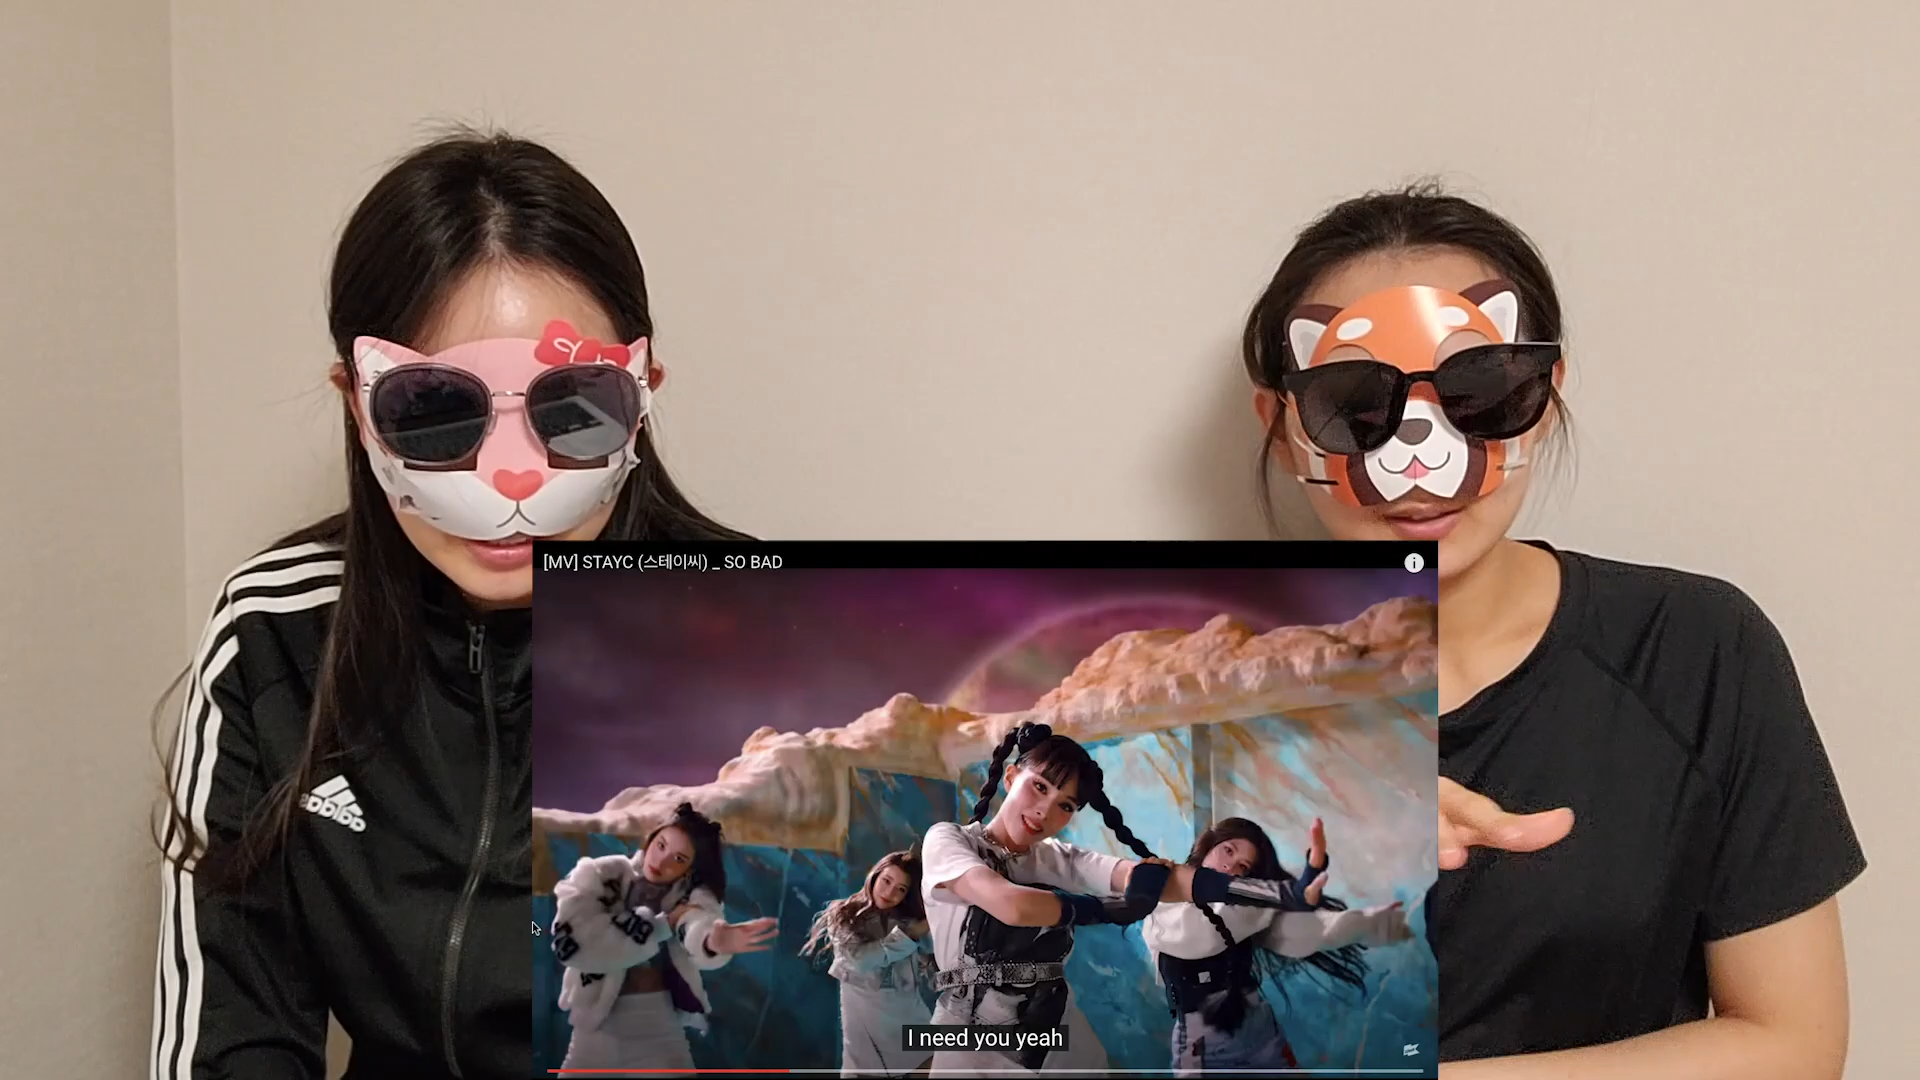 [MV] STAYC (스테이씨) _ SO BAD
adidas
I need you yeah